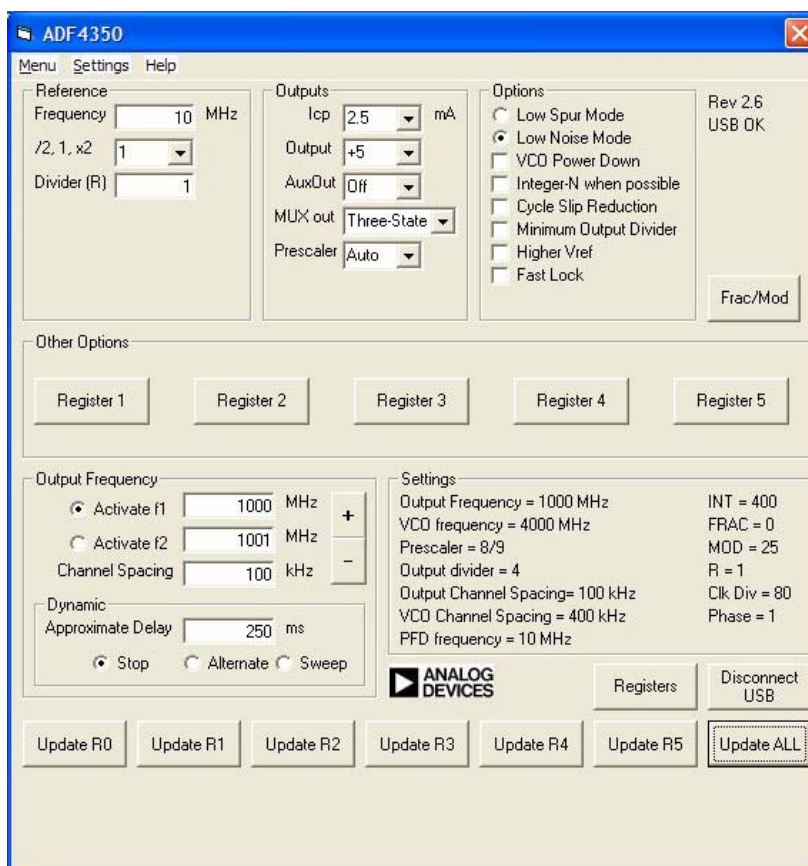 ADF4350
Menu Settings Help
Reference
Frequency 10 MHz
/2, 1, x2 1
Divider (R) 1
Outputs
Icp 2.5 mA
Output +5
AuxOut Off
MUX out Three-State
Prescaler Auto
Options
Low Spur Mode
Low Noise Mode
VCO Power Down
Integer-N when possible
Cycle Slip Reduction
Minimum Output Divider
Higher Vref
Fast Lock
Rev 2.6
USB OK
Frac/Mod
Other Options
Register 1 Register 2 Register 3 Register 4 Register 5
Output Frequency
Activate f1 1000 MHz +
Activate f2 1001 MHz
Channel Spacing 100 kHz −
Dynamic
Approximate Delay 250 ms
Stop Alternate Sweep
Settings
Output Frequency = 1000 MHz
VCO frequency = 4000 MHz
Prescaler = 8/9
Output divider = 4
Output Channel Spacing= 100 kHz
VCO Channel Spacing = 400 kHz
PFD frequency = 10 MHz
INT = 400
FRAC = 0
MOD = 25
R = 1
Clk Div = 80
Phase = 1
ANALOG
DEVICES
Registers
Disconnect
USB
Update R0 Update R1 Update R2 Update R3 Update R4 Update R5 Update ALL